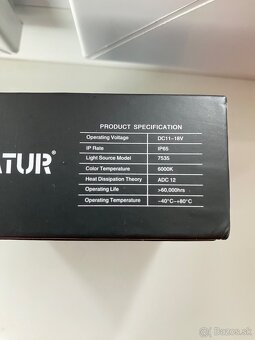 PRODUCT SPECIFICATION
Operating Voltage DC11~18V
IP Rate IP65
Light Source Model 7535
Color Temperature 6000K
ATUR®
Heat Dissipation Theory ADC 12
Operating Life >60,000hrs
Operating Temperature -40°C~+80°C
bazos.sk